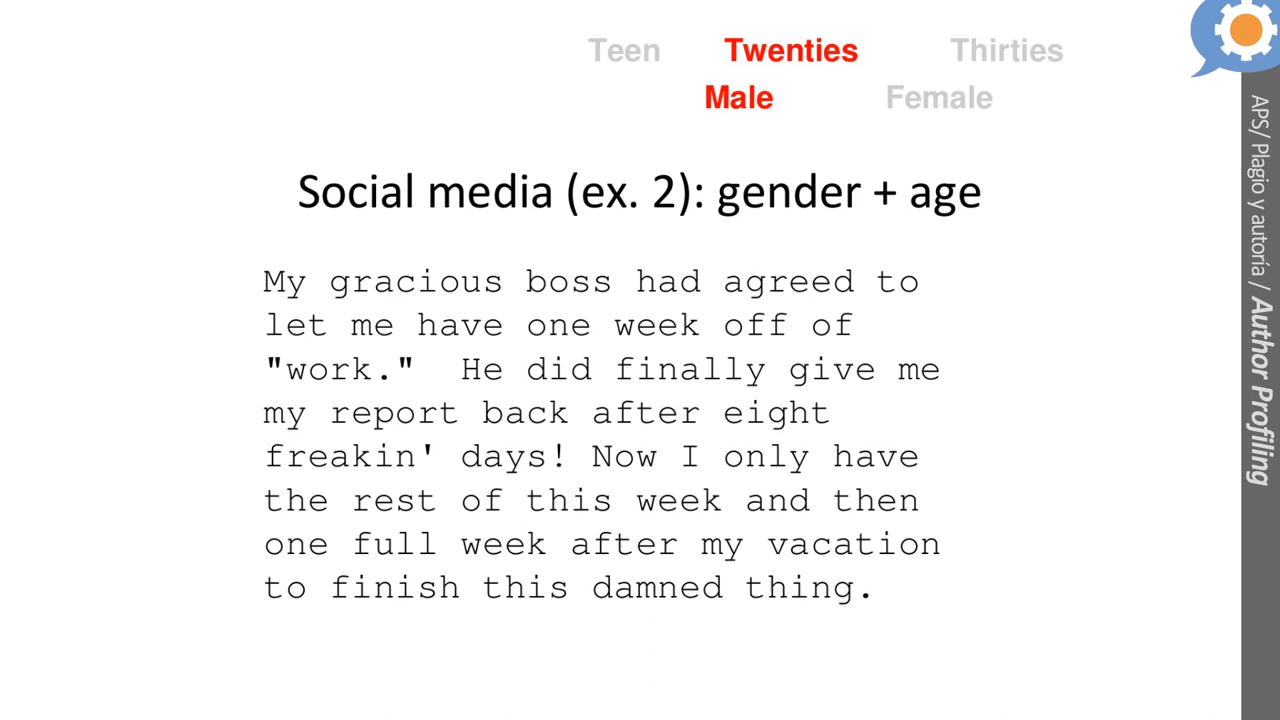 Teen Twenties Thirties
Male Female
Social media (ex. 2): gender + age
My gracious boss had agreed to
let me have one week off of
"work."  He did finally give me
my report back after eight
freakin' days! Now I only have
the rest of this week and then
one full week after my vacation
to finish this damned thing.
APS/ Plagio y autoría / Author Profiling